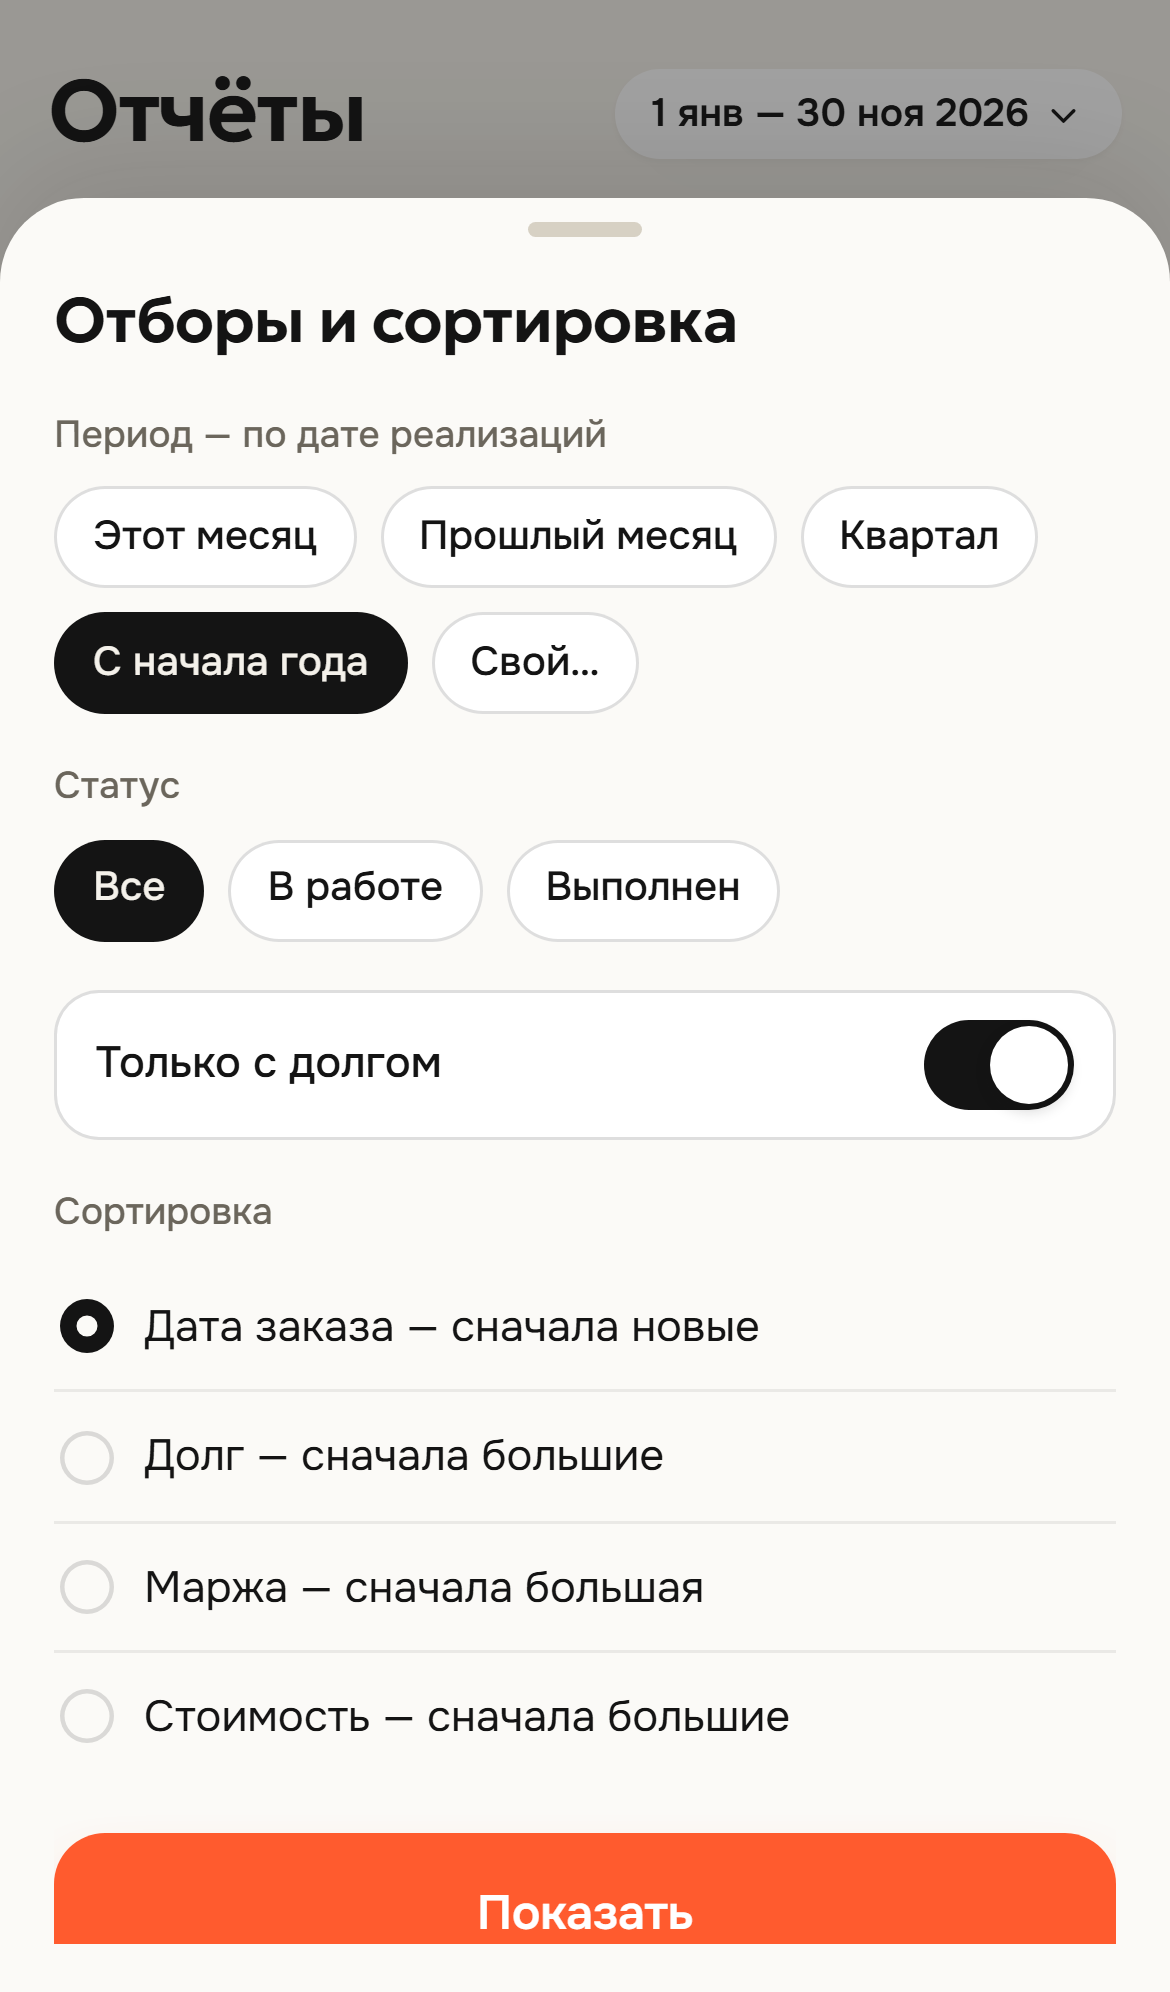 Отчёты
1 янв — 30 ноя 2026
Отборы и сортировка
Период — по дате реализаций
Этот месяц
Прошлый месяц
Квартал
С начала года
Свой...
Статус
Все
В работе
Выполнен
Только с долгом
Сортировка
Дата заказа — сначала новые
Долг — сначала большие
Маржа — сначала большая
Стоимость — сначала большие
Показать